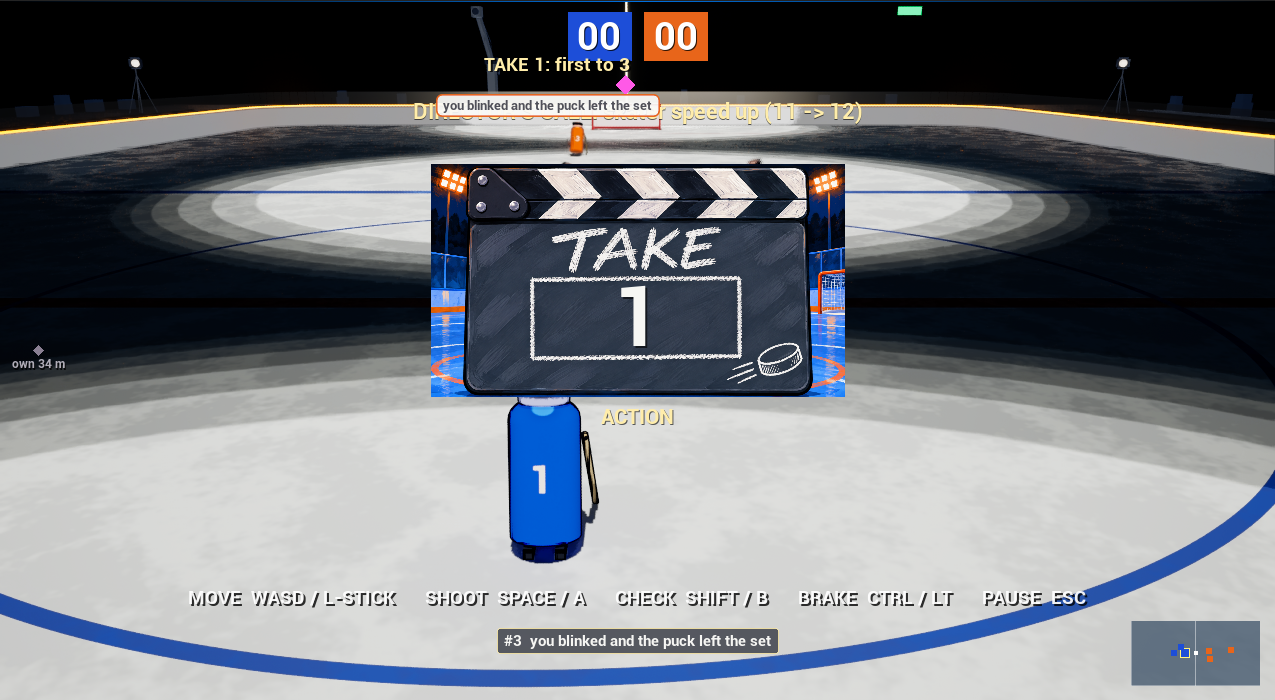 00 00
TAKE 1: first to 3
you blinked and the puck left the set
speed up (11 -> 12)
3
TAKE
1
own 34 m
ACTION
1
MOVE WASD / L-STICK SHOOT SPACE / A CHECK SHIFT / B BRAKE CTRL / LT PAUSE ESC
#3 you blinked and the puck left the set